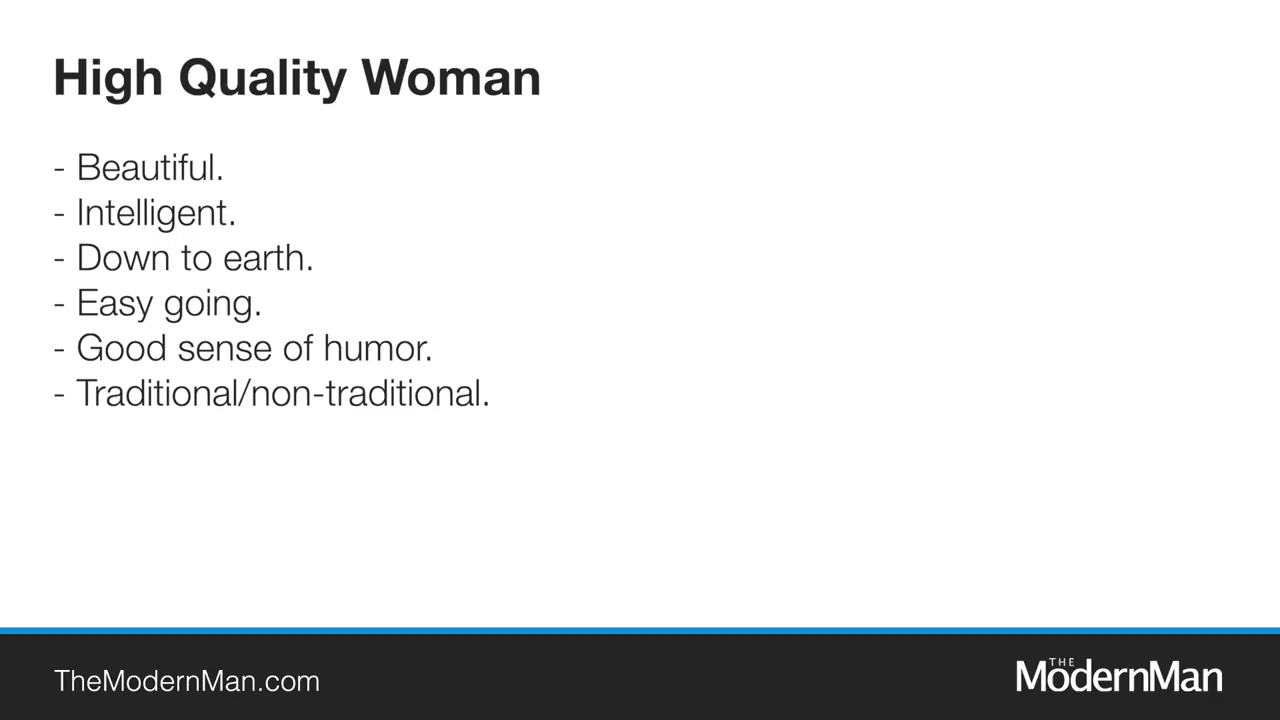 High Quality Woman
- Beautiful.
- Intelligent.
- Down to earth.
- Easy going.
- Good sense of humor.
- Traditional/non-traditional.
TheModernMan.com
THE
ModernMan